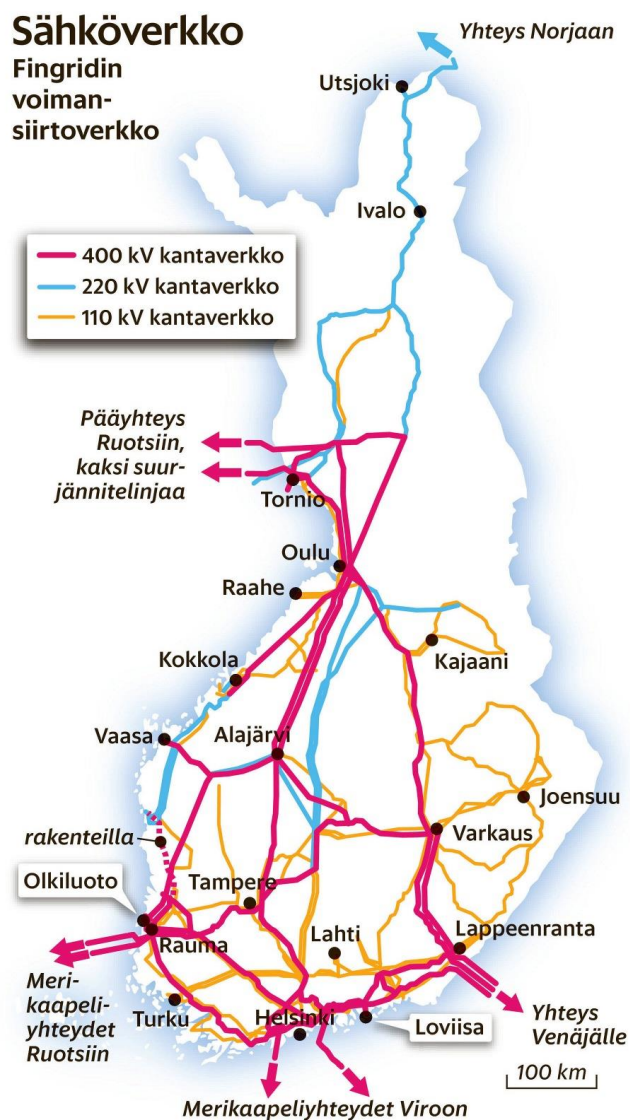 Sähköverkko
Fingridin
voiman-
siirtoverkko
Yhteys Norjaan
Utsjoki
Ivalo
400 kV kantaverkko
220 kV kantaverkko
110 kV kantaverkko
Pääyhteys
Ruotsiin,
kaksi suur-
jännitelinjaa
Tornio
Oulu
Raahe
Kajaani
Kokkola
Vaasa
Alajärvi
Joensuu
rakenteilla
Varkaus
Olkiluoto
Tampere
Rauma
Lahti
Lappeenranta
Meri-
kaapeli-
yhteydet
Ruotsiin
Turku
Helsinki
Loviisa
Yhteys
Venäjälle
100 km
Merikaapeliyhteydet Viroon